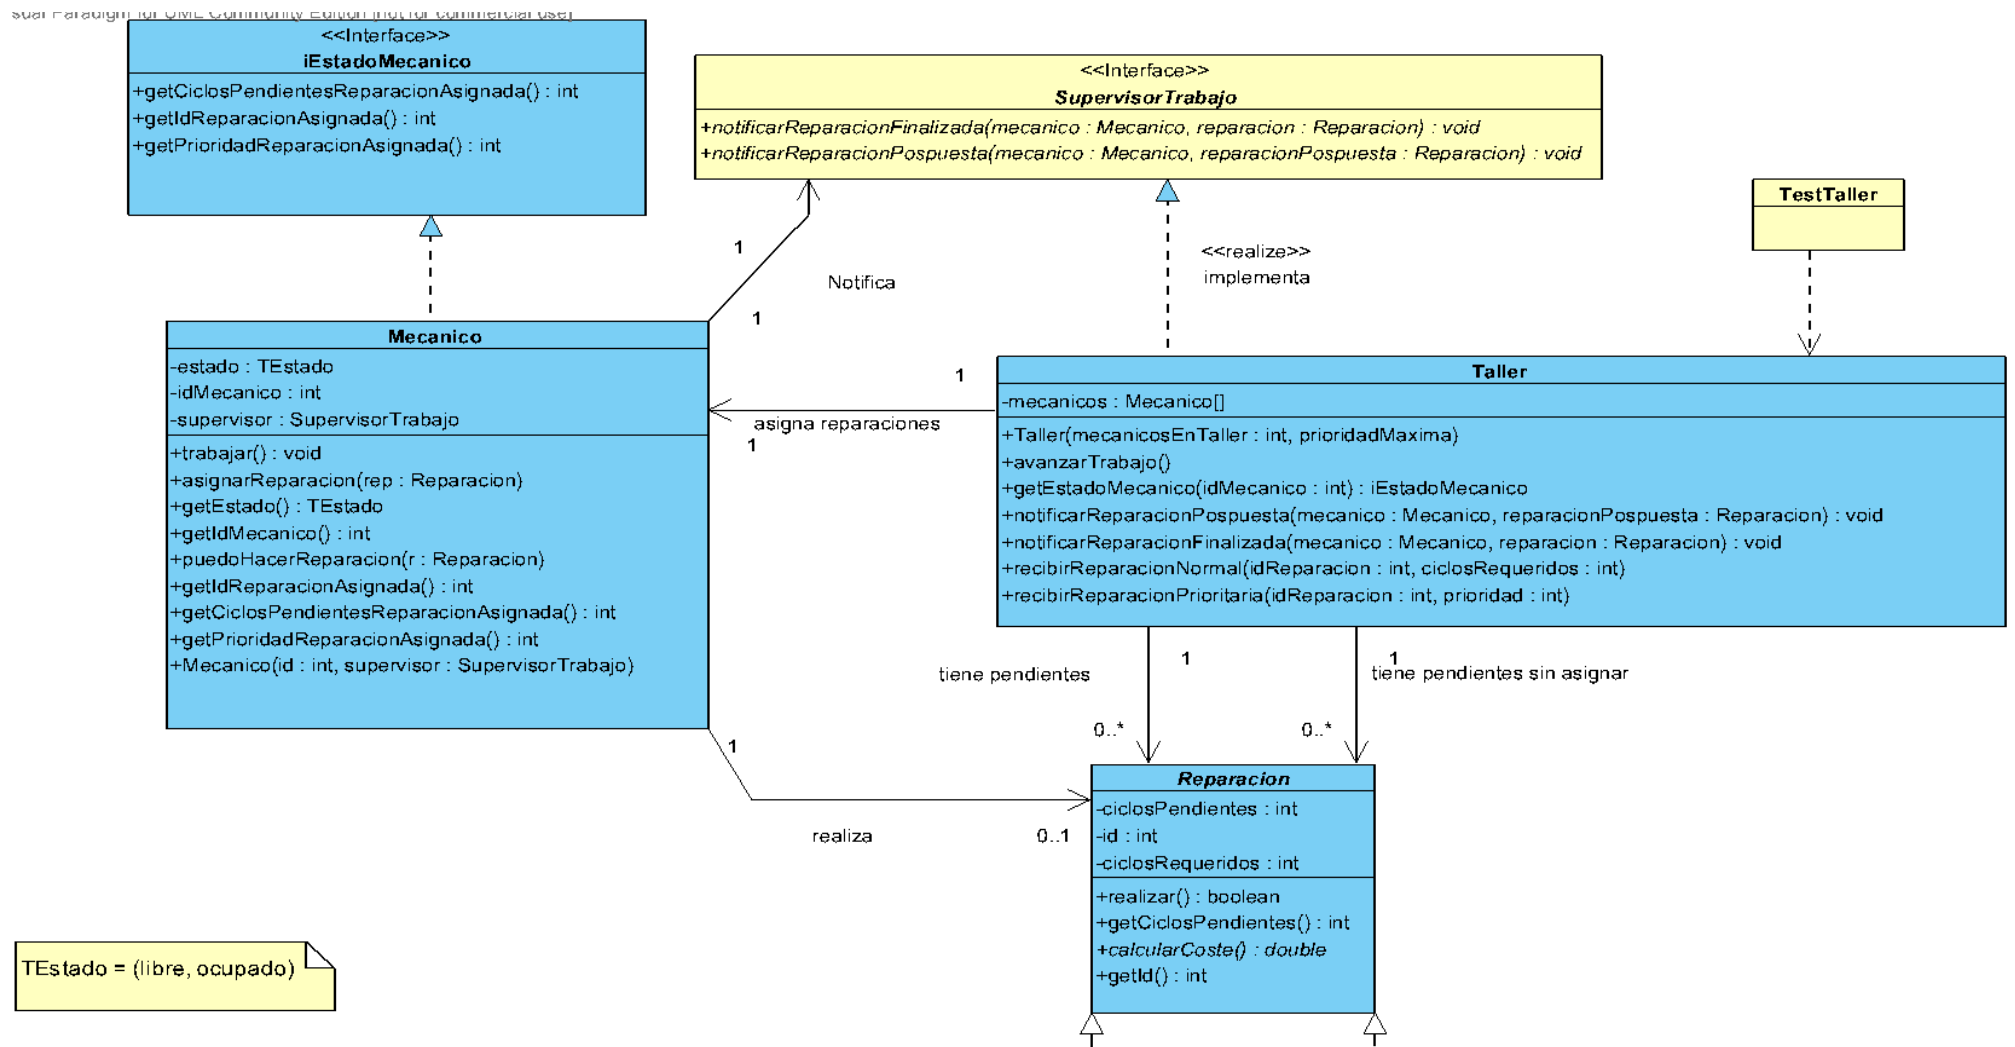 <<Interface>>
iEstadoMecanico
+getCiclosPendientesReparacionAsignada() : int
+getIdReparacionAsignada() : int
+getPrioridadReparacionAsignada() : int
<<Interface>>
SupervisorTrabajo
+notificarReparacionFinalizada(mecanico : Mecanico, reparacion : Reparacion) : void
+notificarReparacionPospuesta(mecanico : Mecanico, reparacionPospuesta : Reparacion) : void
TestTaller
1
Notifica
1
<<realize>>
implementa
Mecanico
-estado : TEstado
-idMecanico : int
-supervisor : SupervisorTrabajo
+trabajar() : void
+asignarReparacion(rep : Reparacion)
+getEstado() : TEstado
+getIdMecanico() : int
+puedoHacerReparacion(r : Reparacion)
+getIdReparacionAsignada() : int
+getCiclosPendientesReparacionAsignada() : int
+getPrioridadReparacionAsignada() : int
+Mecanico(id : int, supervisor : SupervisorTrabajo)
1
asigna reparaciones
1
Taller
-mecanicos : Mecanico[]
+Taller(mecanicosEnTaller : int, prioridadMaxima)
+avanzarTrabajo()
+getEstadoMecanico(idMecanico : int) : iEstadoMecanico
+notificarReparacionPospuesta(mecanico : Mecanico, reparacionPospuesta : Reparacion) : void
+notificarReparacionFinalizada(mecanico : Mecanico, reparacion : Reparacion) : void
+recibirReparacionNormal(idReparacion : int, ciclosRequeridos : int)
+recibirReparacionPrioritaria(idReparacion : int, prioridad : int)
1
tiene pendientes
0..*
1
tiene pendientes sin asignar
0..*
1
realiza
0..1
Reparacion
-ciclosPendientes : int
-id : int
-ciclosRequeridos : int
+realizar() : boolean
+getCiclosPendientes() : int
+calcularCoste() : double
+getId() : int
TEstado = (libre, ocupado)